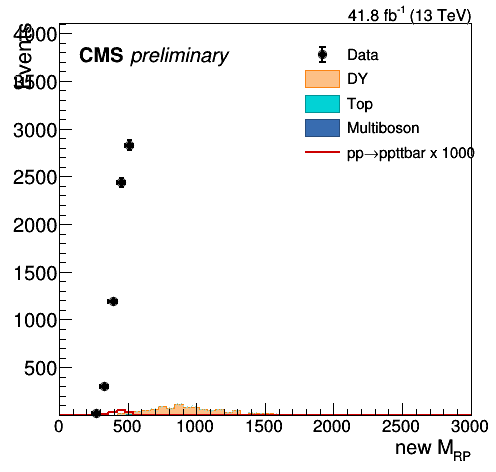 41.8 fb-1 (13 TeV)
Events
CMS preliminary
Data
DY
Top
Multiboson
pp→ppttbar x 1000
4000
3500
3000
2500
2000
1500
1000
500
0 500 1000 1500 2000 2500 3000
new MRP